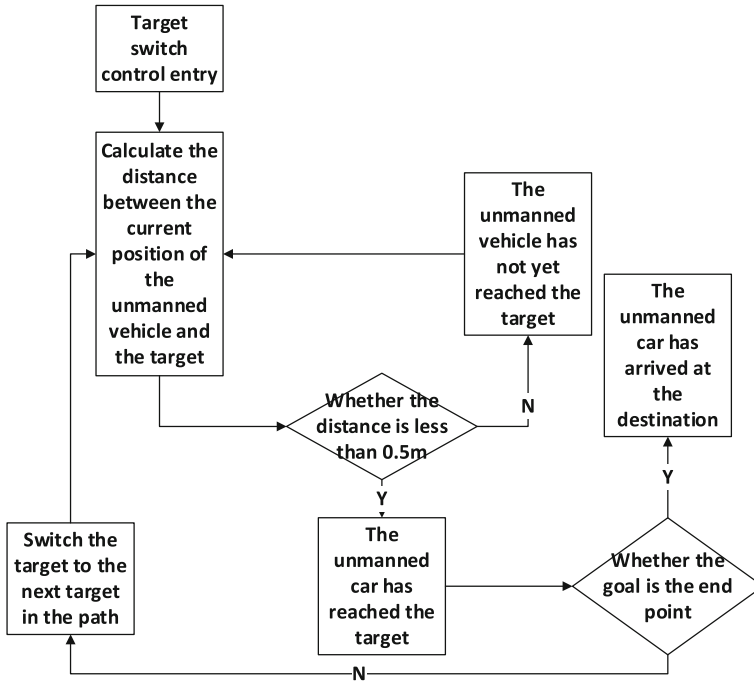 Target
switch
control entry
Calculate the
distance
between the
current
position of
the
unmanned
vehicle and
the target
The
unmanned
vehicle has
not yet
reached the
target
The
unmanned
car has
arrived at
the
destination
Whether the
distance is less
than 0.5m
N
Y
Y
Switch the
target to the
next target
in the path
The
unmanned
car has
reached the
target
Whether the
goal is the end
point
N